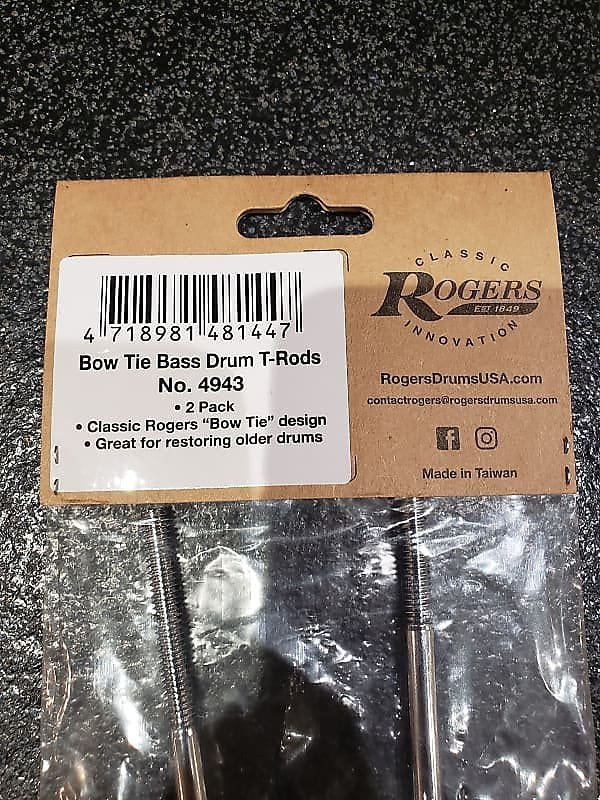 4 718981 481447
Bow Tie Bass Drum T-Rods
No. 4943
• 2 Pack
• Classic Rogers “Bow Tie” design
• Great for restoring older drums
CLASSIC
ROGERS
EST 1849
INNOVATION
RogersDrumsUSA.com
contactrogers@rogersdrumsusa.com
Made in Taiwan